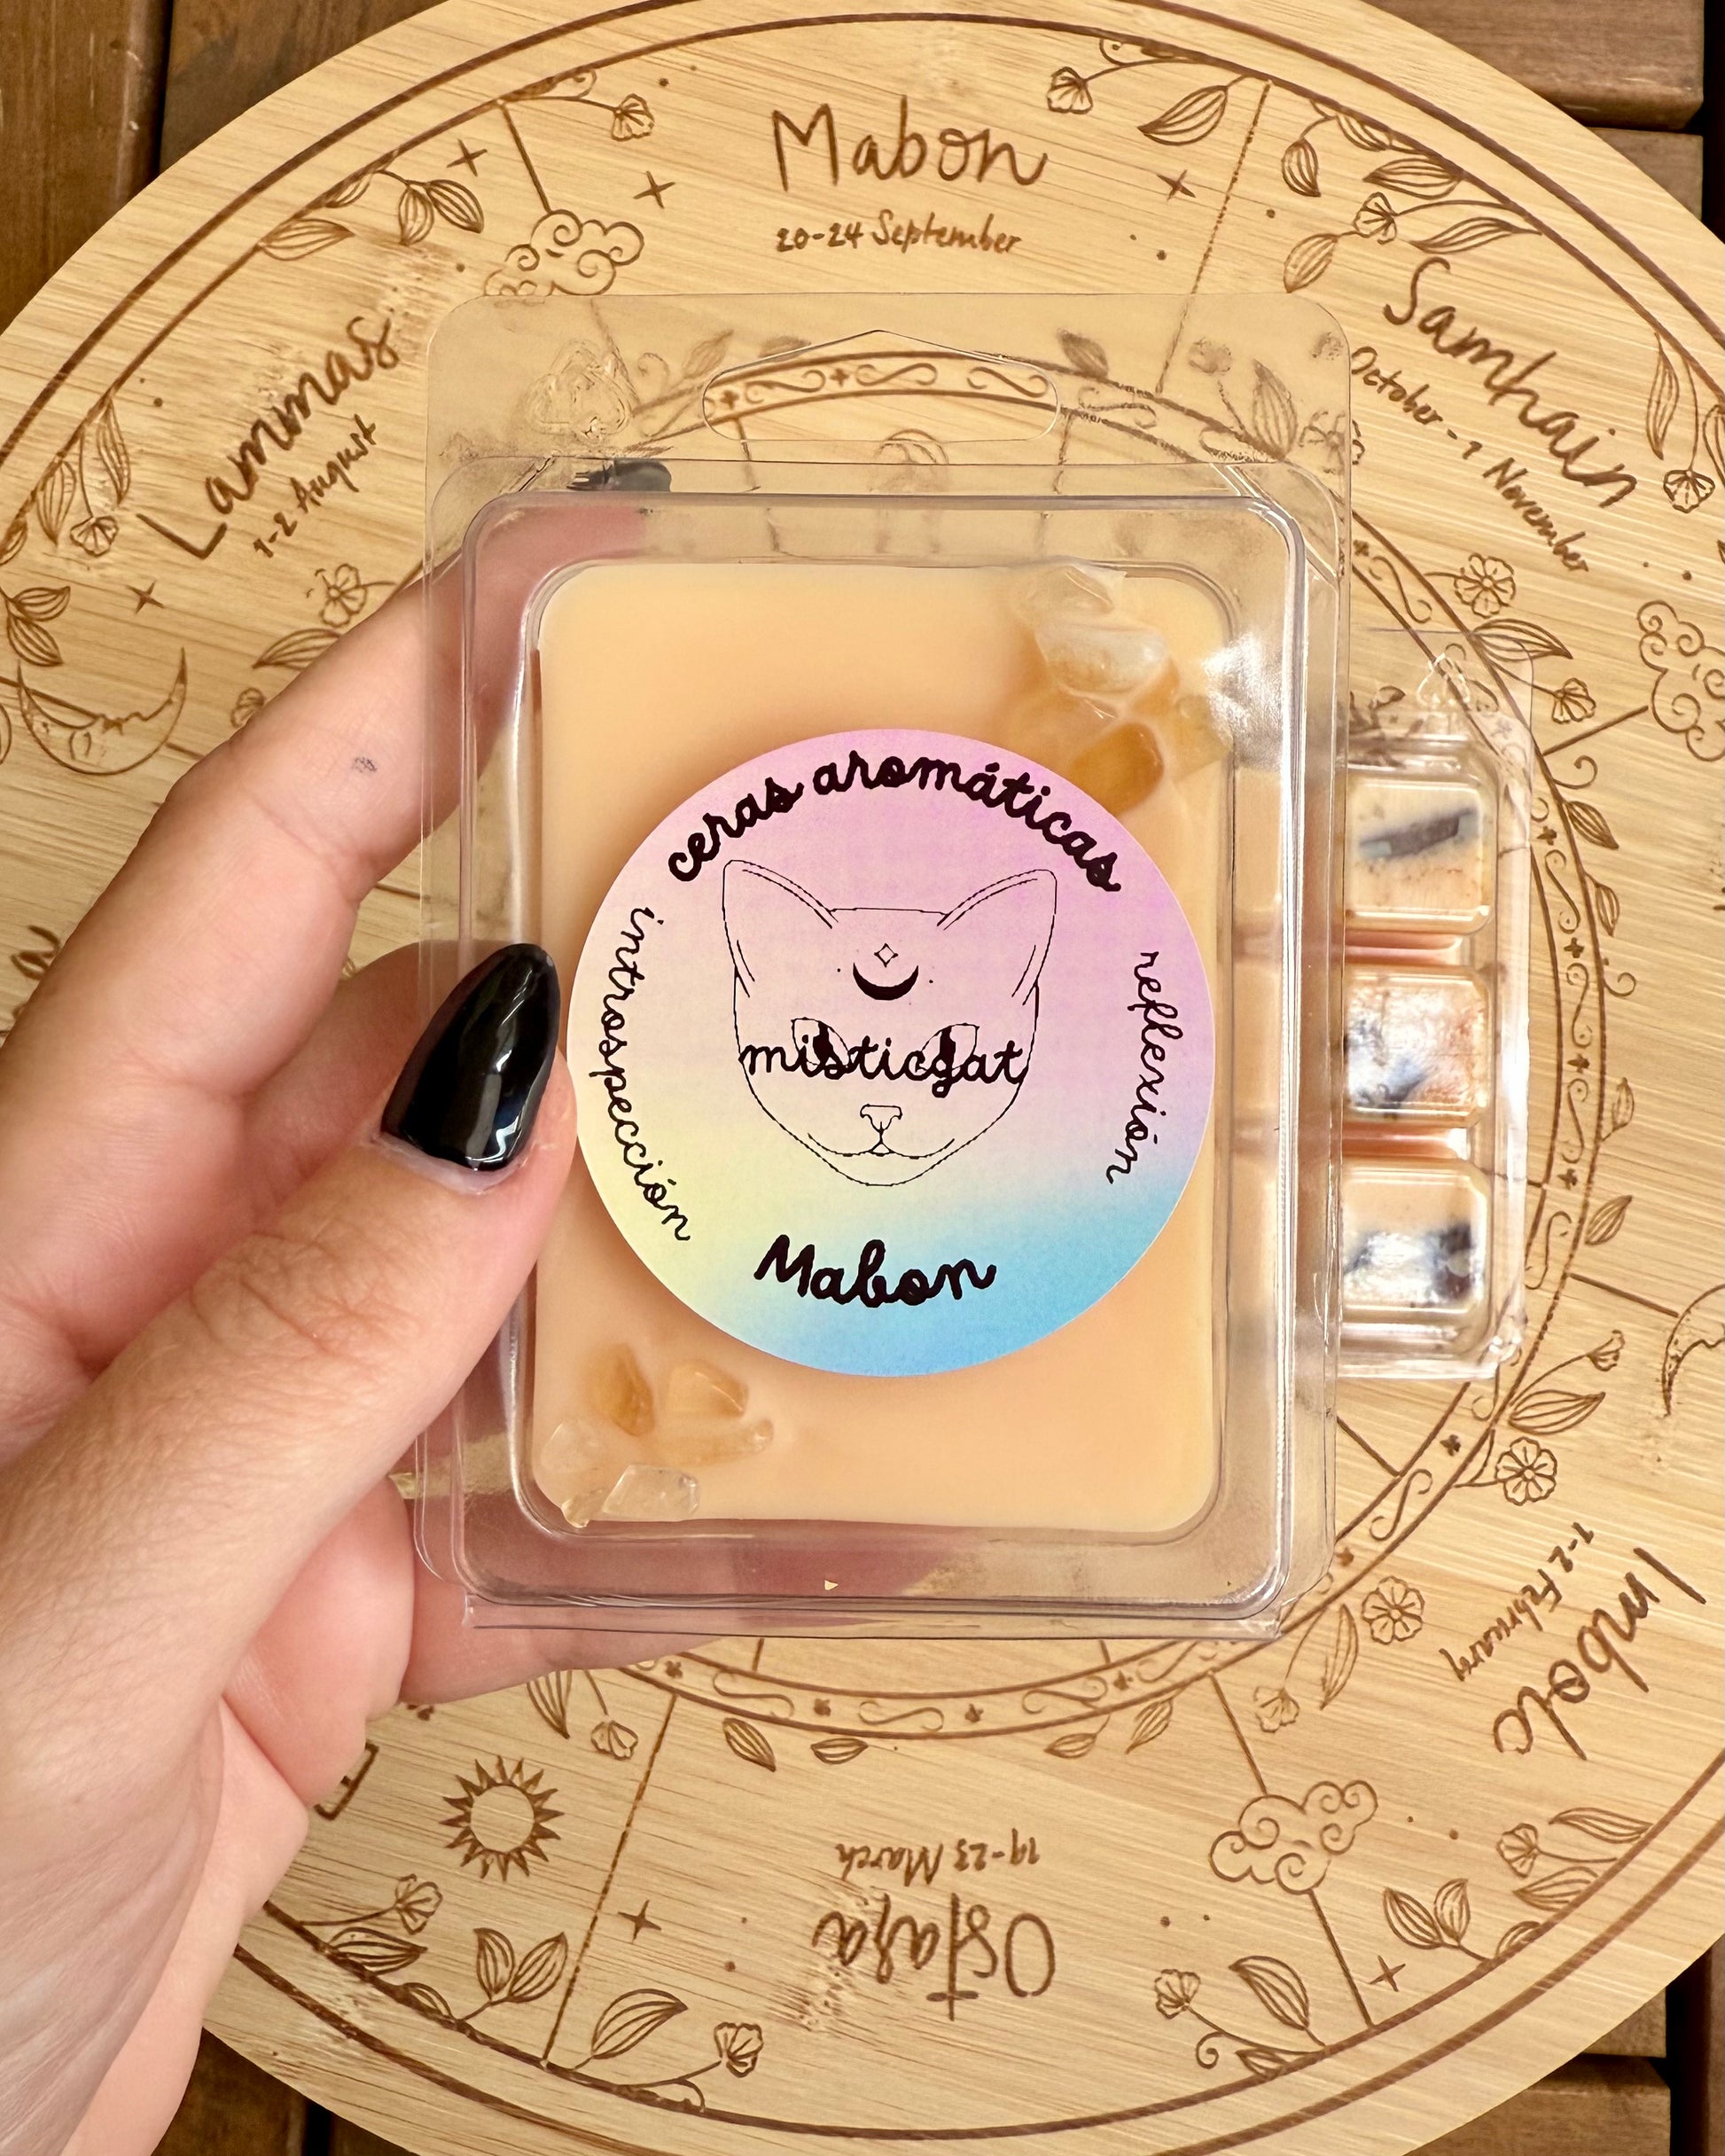 Mabon
20-24 September
Samhain
October - 1 November
Lammas
1-2 August
ceras aromáticas
introspección
reflexión
misticgat
Mabon
Imbolc
1-2 February
19-23 March
Ostara